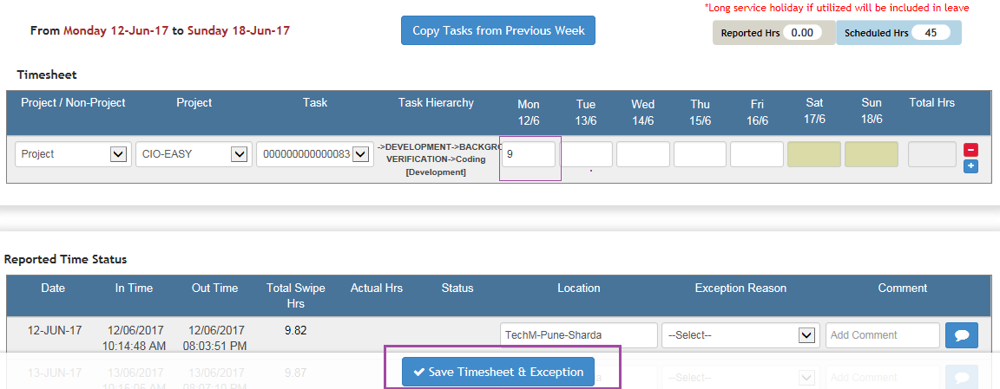 *Long service holiday if utilized will be included in leave
From Monday 12-Jun-17 to Sunday 18-Jun-17
Copy Tasks from Previous Week
Reported Hrs 0.00 Scheduled Hrs 45
Timesheet
Project / Non-Project Project Task Task Hierarchy Mon Tue Wed Thu Fri Sat Sun Total Hrs
12/6 13/6 14/6 15/6 16/6 17/6 18/6
Project CIO-EASY 000000000000083 ->DEVELOPMENT->BACKGRO 9
VERIFICATION->Coding
[Development]
Reported Time Status
Date In Time Out Time Total Swipe Actual Hrs Status Location Exception Reason Comment
Hrs
12-JUN-17 12/06/2017 12/06/2017 9.82 TechM-Pune-Sharda --Select-- Add Comment
10:14:48 AM 08:03:51 PM
13-JUN-17 13/06/2017 13/06/2017 9.87 --Select-- Add Comment
10:16:05 AM 08:07:10 PM
Save Timesheet & Exception